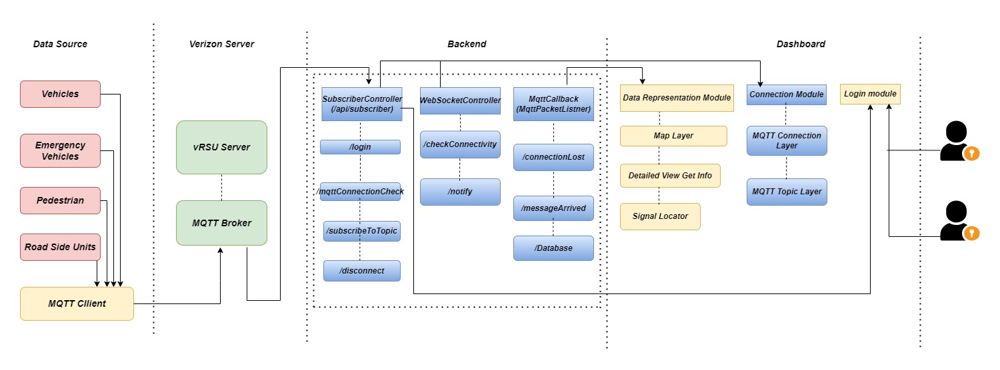 Data Source
Verizon Server
Backend
Dashboard
Vehicles
Emergency
Vehicles
Pedestrian
Road Side Units
MQTT Cllient
vRSU Server
MQTT Broker
SubscriberController
(/api/subscriber)
/login
/mqttConnectionCheck
/subscribeToTopic
/disconnect
WebSocketController
/checkConnectivity
/notify
MqttCallback
(MqttPacketListner)
/connectionLost
/messageArrived
/Database
Data Representation Module
Map Layer
Detailed View Get Info
Signal Locator
Connection Module
MQTT Connection
Layer
MQTT Topic Layer
Login module